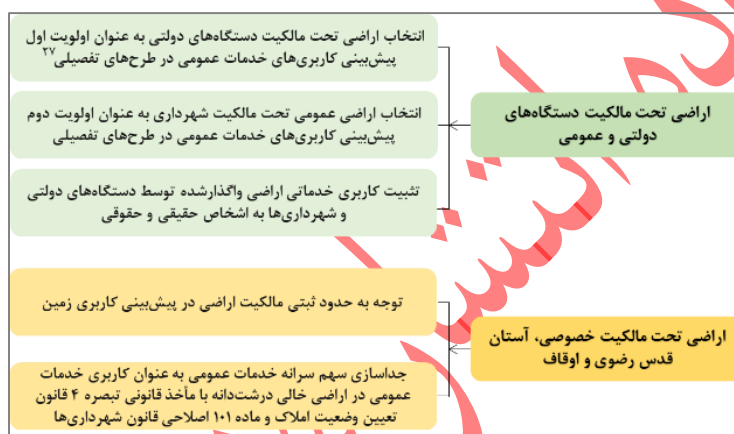 اراضی تحت مالکیت دستگاه‌های
دولتی و عمومی
انتخاب اراضی تحت مالکیت دستگاه‌های دولتی به عنوان اولویت اول
پیش‌بینی کاربری‌های خدمات عمومی در طرح‌های تفصیلی۲۷
انتخاب اراضی عمومی تحت مالکیت شهرداری به عنوان اولویت دوم
پیش‌بینی کاربری‌های خدمات عمومی در طرح‌های تفصیلی
تثبیت کاربری خدماتی اراضی واگذارشده توسط دستگاه‌های دولتی
و شهرداری‌ها به اشخاص حقیقی و حقوقی
اراضی تحت مالکیت خصوصی، آستان
قدس رضوی و اوقاف
توجه به حدود ثبتی مالکیت اراضی در پیش‌بینی کاربری زمین
جداسازی سهم سرانه خدمات عمومی به عنوان کاربری خدمات
عمومی در اراضی خالی درشت‌دانه با مأخذ قانونی تبصره ۴ قانون
تعیین وضعیت املاک و ماده ۱۰۱ اصلاحی قانون شهرداری‌ها